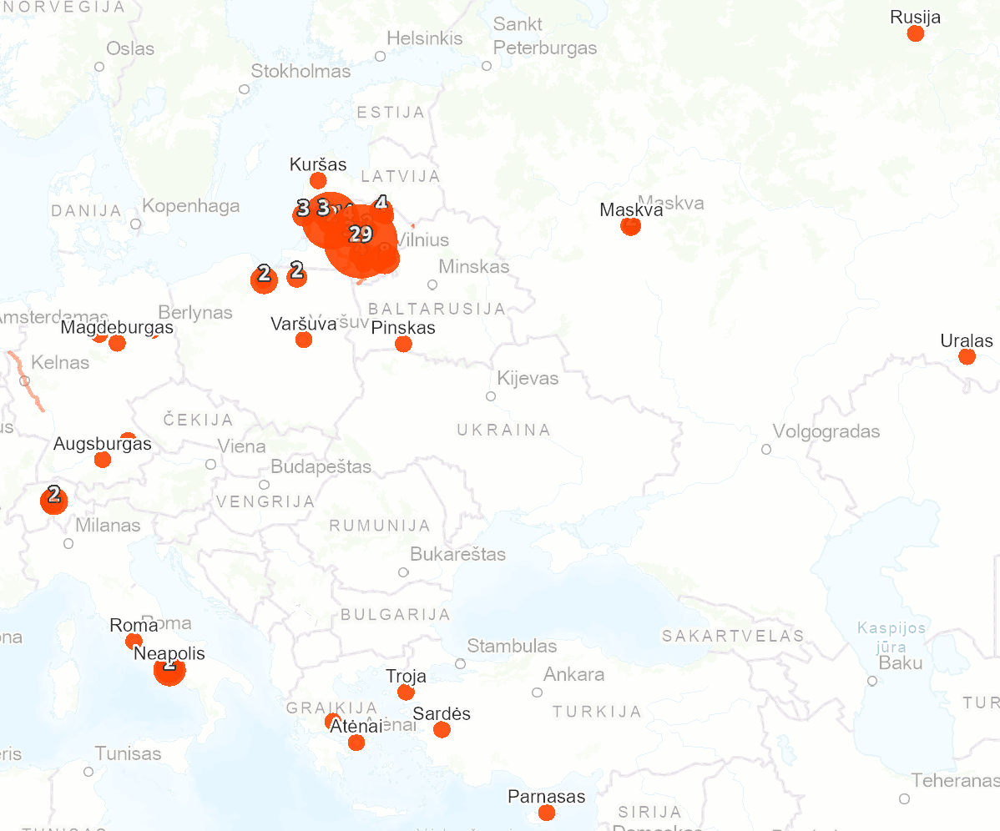 NORVEGIJA
Rusija
Oslas
Helsinkis
Sankt
Peterburgas
Stokholmas
ESTIJA
Kuršas
LATVIJA
DANIJA
Kopenhaga
3
3
4
Maskva
Maskva
29
Vilnius
2
2
Minskas
BALTARUSIJA
Amsterdamas
Berlynas
Magdeburgas
Varšuva
Pinskas
Uralas
Kelnas
Kijevas
ČEKIJA
UKRAINA
Volgogradas
Augsburgas
Viena
Budapeštas
2
VENGRIJA
Milanas
RUMUNIJA
Bukareštas
Roma
Roma
BULGARIJA
Kaspijos
jūra
SAKARTVELAS
Neapolis
Stambulas
Baku
Troja
Ankara
GRAIKIJA
TURKIJA
TUR
Sardės
Atėnai
Tunisas
Parnasas
Teheranas
SIRIJA